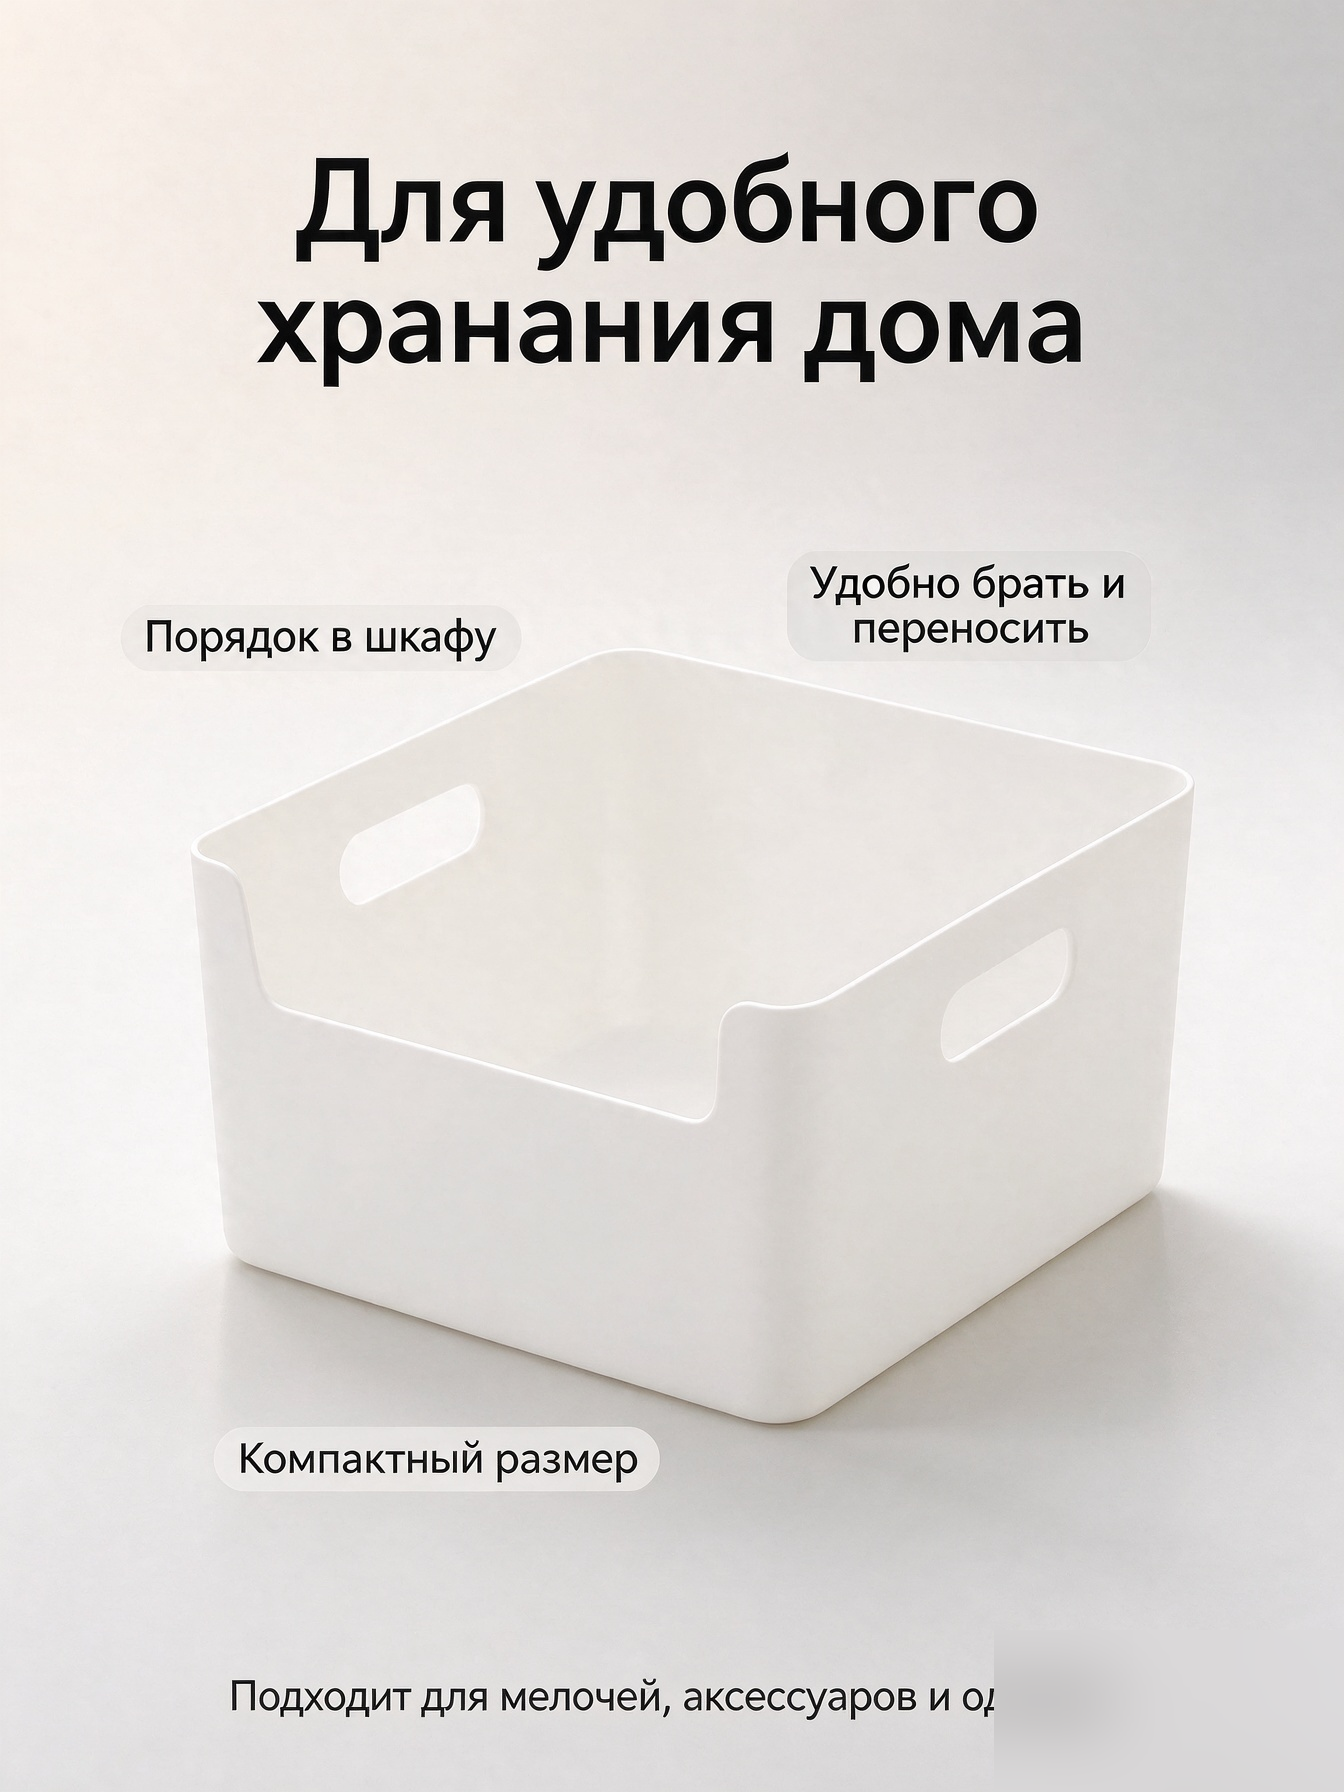 Для удобного
хранания дома
Удобно брать и
переносить
Порядок в шкафу
Компактный размер
Подходит для мелочей, аксессуаров и